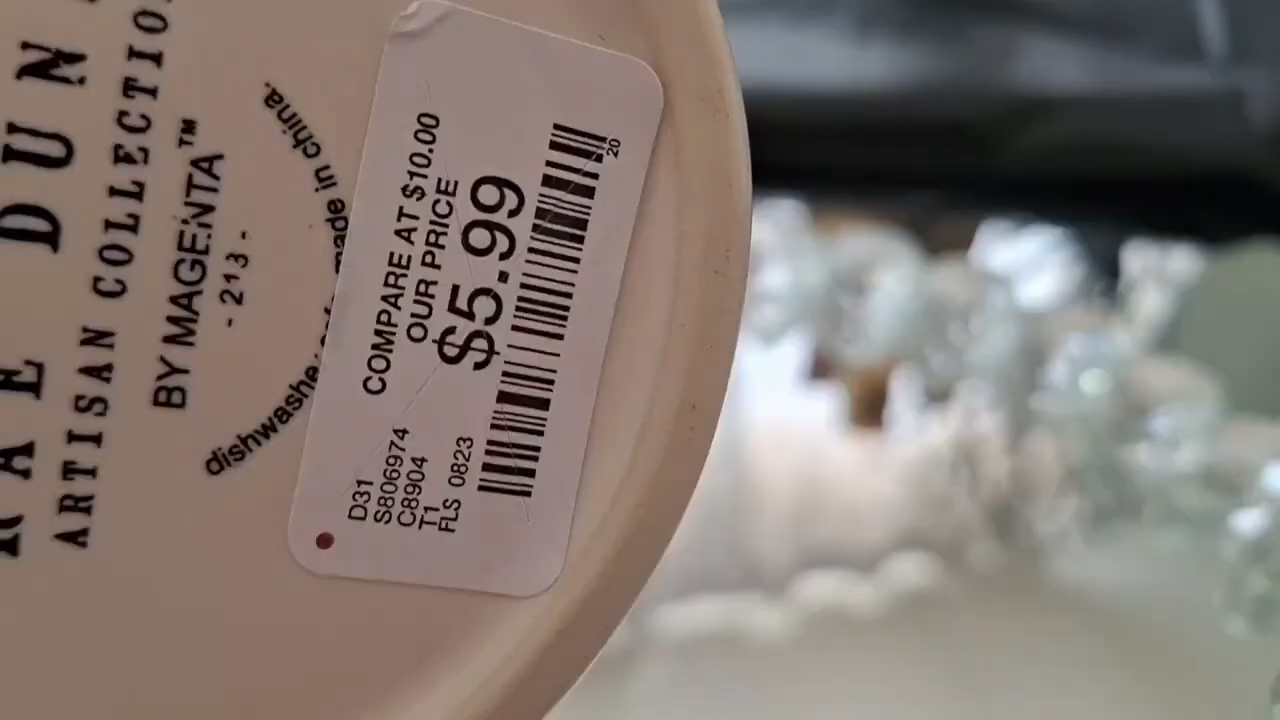 DUN
ARTISAN COLLECTIO
BY MAGENTA™
- 213 -
dishwashe
made in china.
COMPARE AT $10.00
OUR PRICE
$5.99
20
D31
S806974
C8904
T1
FLS 0823